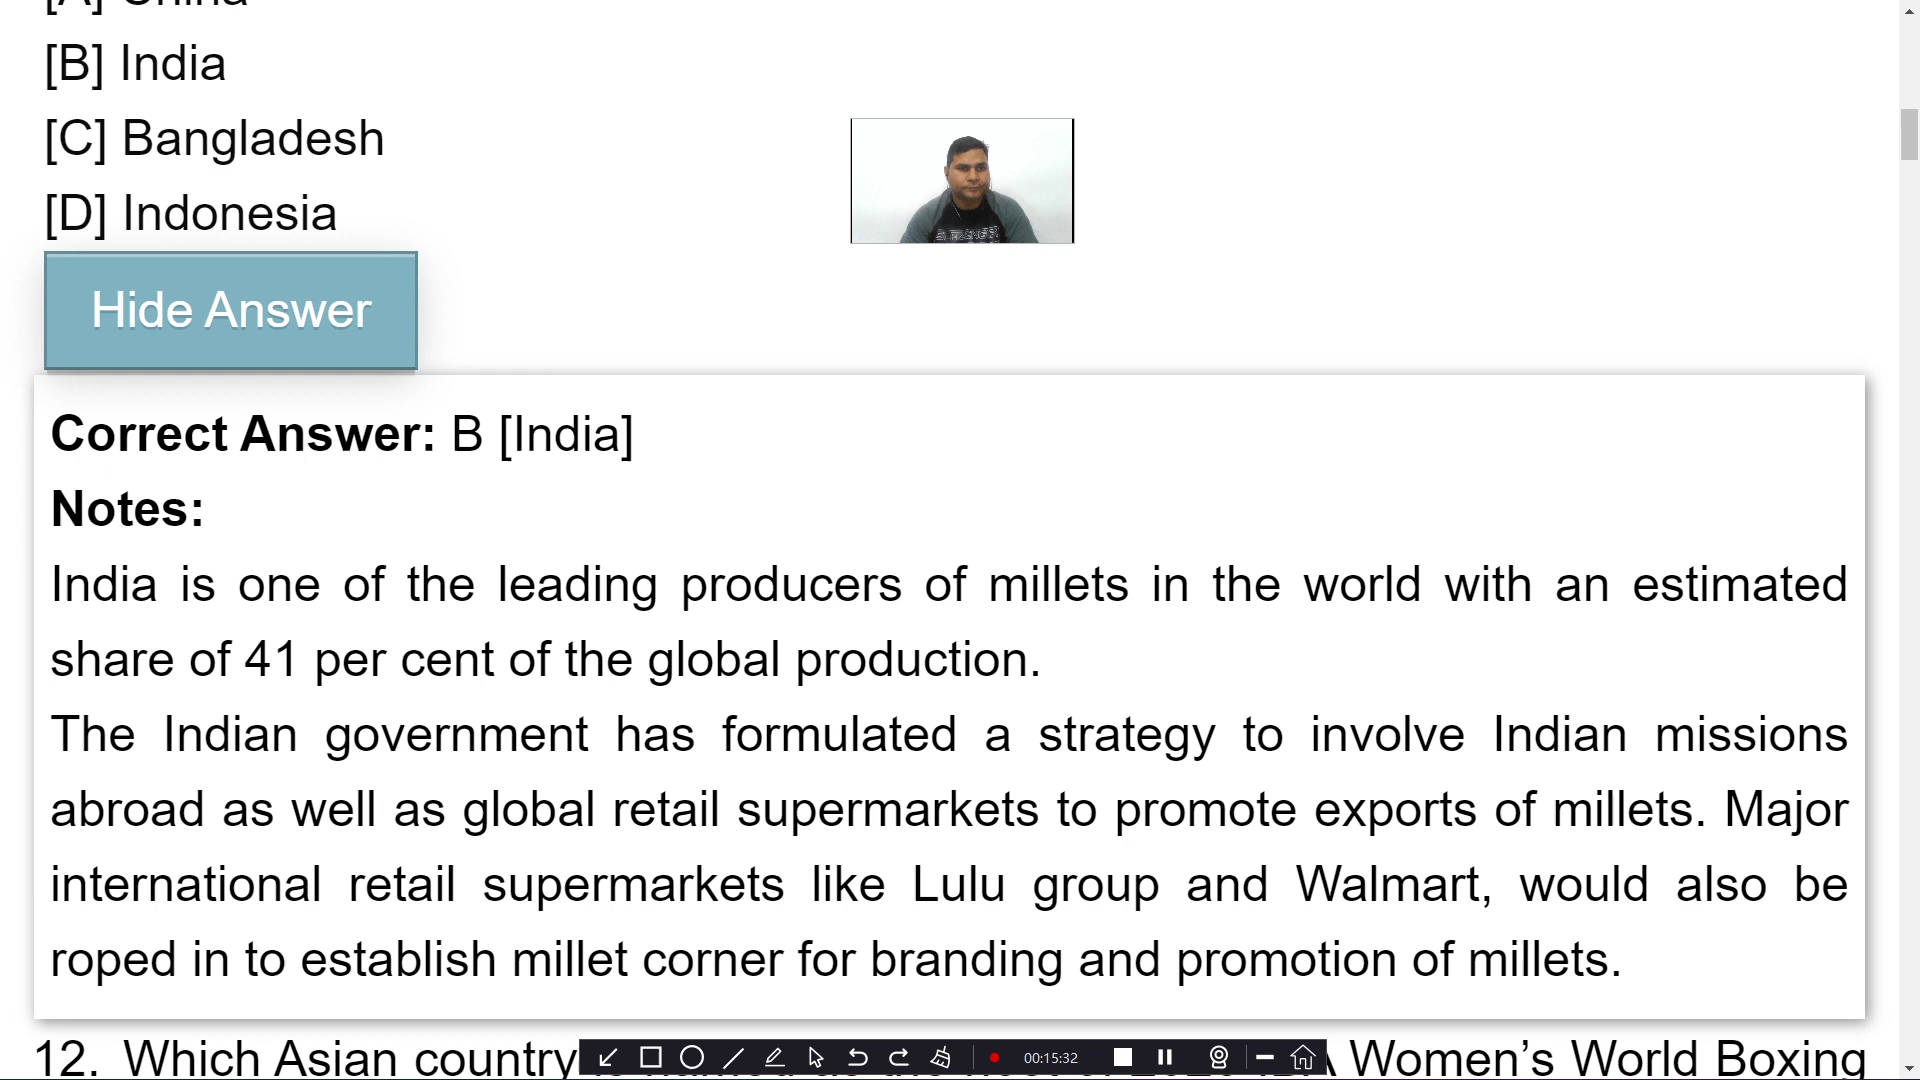 [A] China
[B] India
[C] Bangladesh
[D] Indonesia
Hide Answer
Correct Answer: B [India]
Notes:
India is one of the leading producers of millets in the world with an estimated
share of 41 per cent of the global production.
The Indian government has formulated a strategy to involve Indian missions
abroad as well as global retail supermarkets to promote exports of millets. Major
international retail supermarkets like Lulu group and Walmart, would also be
roped in to establish millet corner for branding and promotion of millets.
12. Which Asian country Women’s World Boxing
00:15:32